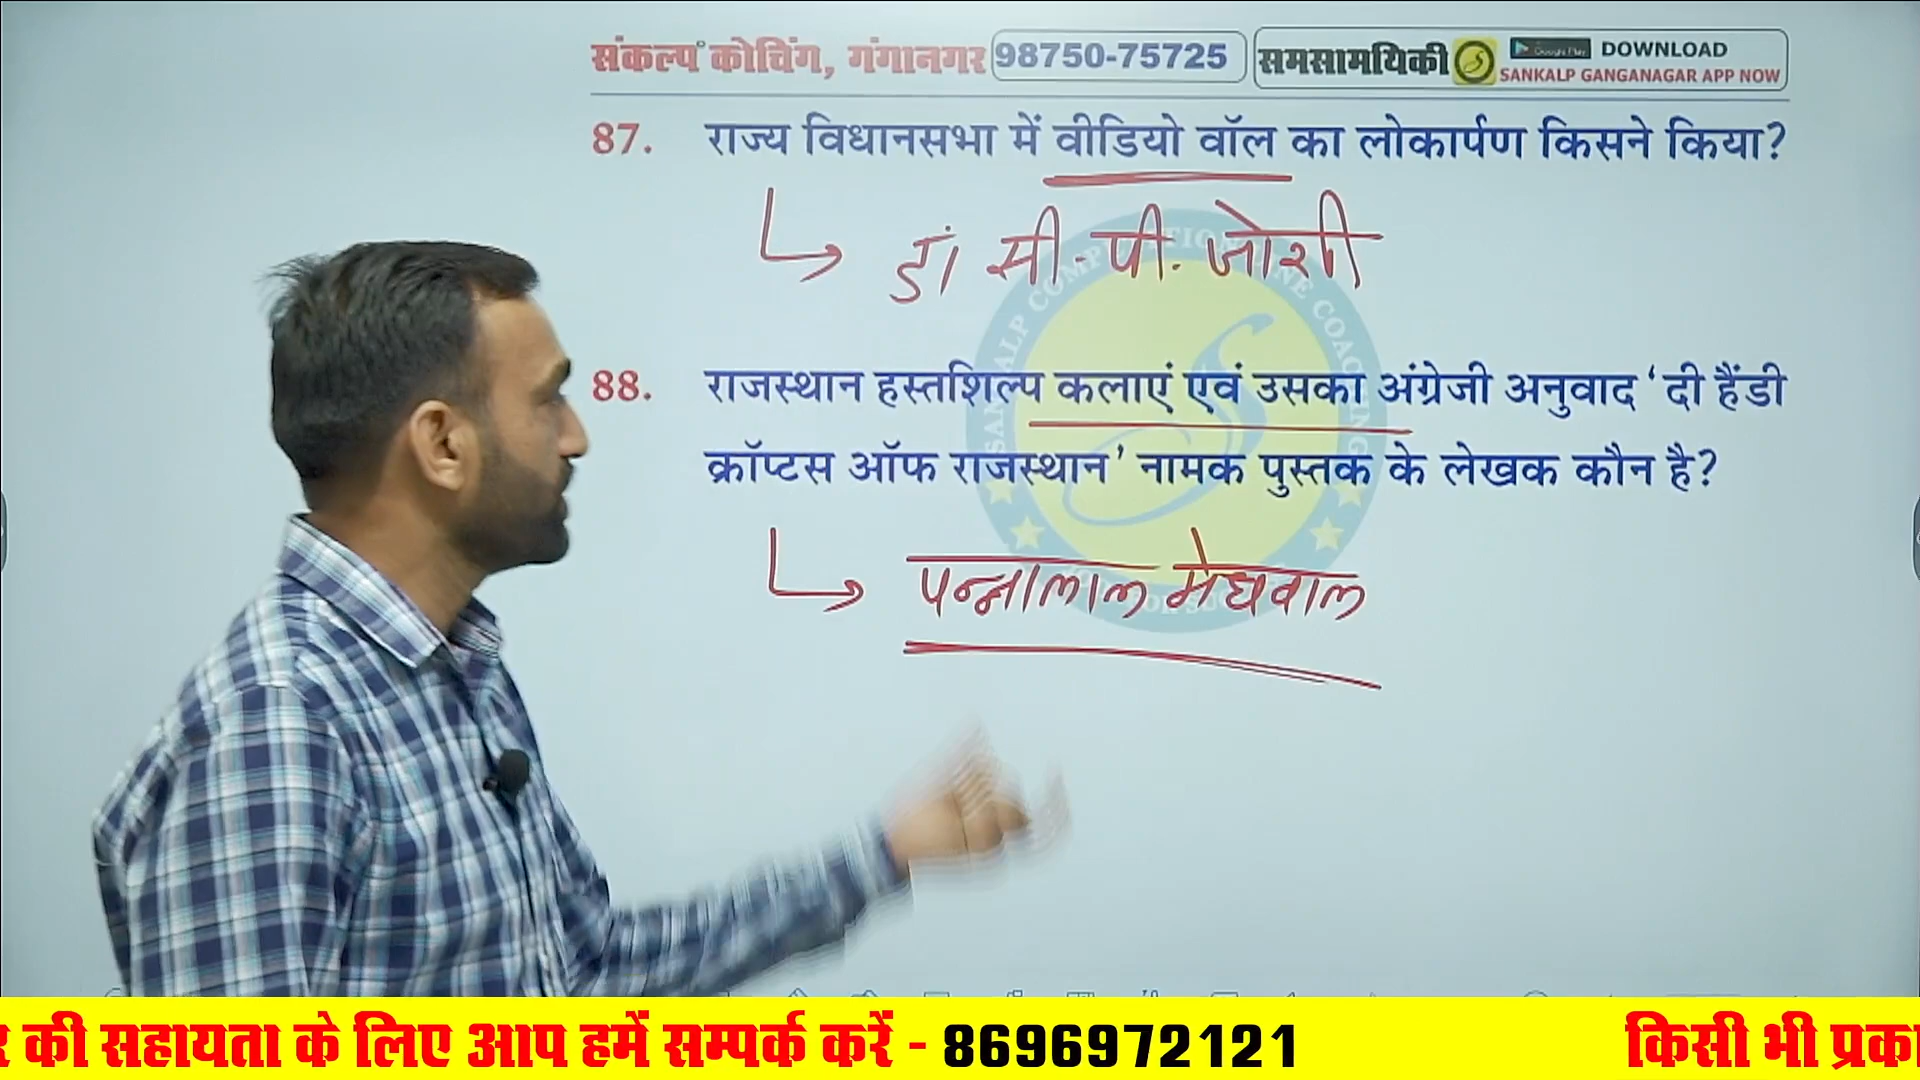 संकल्प कोचिंग, गंगानगर 98750-75725 समसामयिकी Google Play DOWNLOAD
SANKALP GANGANAGAR APP NOW
87. राज्य विधानसभा में वीडियो वॉल का लोकार्पण किसने किया?
डां सी. पी. जोशी
88. राजस्थान हस्तशिल्प कलाएं एवं उसका अंग्रेजी अनुवाद ‘दी हैंडी
क्रॉप्टस ऑफ राजस्थान’ नामक पुस्तक के लेखक कौन है?
पन्नालाल मेघवाल
र की सहायता के लिए आप हमें सम्पर्क करें - 8696972121 किसी भी प्रका